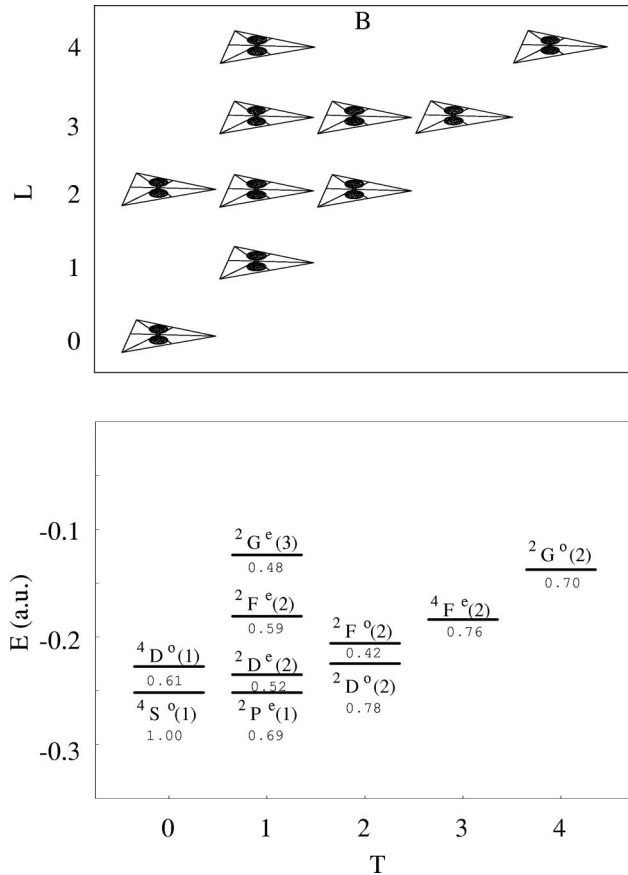 B
4
3
2
1
0
L
-0.1
-0.2
-0.3
E (a.u.)
²Gᵉ(3)
0.48
²Gᵒ(2)
0.70
²Fᵉ(2)
0.59
⁴Fᵉ(2)
0.76
²Fᵒ(2)
0.42
⁴Dᵒ(1)
0.61
²Dᵉ(2)
0.52
²Dᵒ(2)
0.78
⁴Sᵒ(1)
1.00
²Pᵉ(1)
0.69
0 1 2 3 4
T